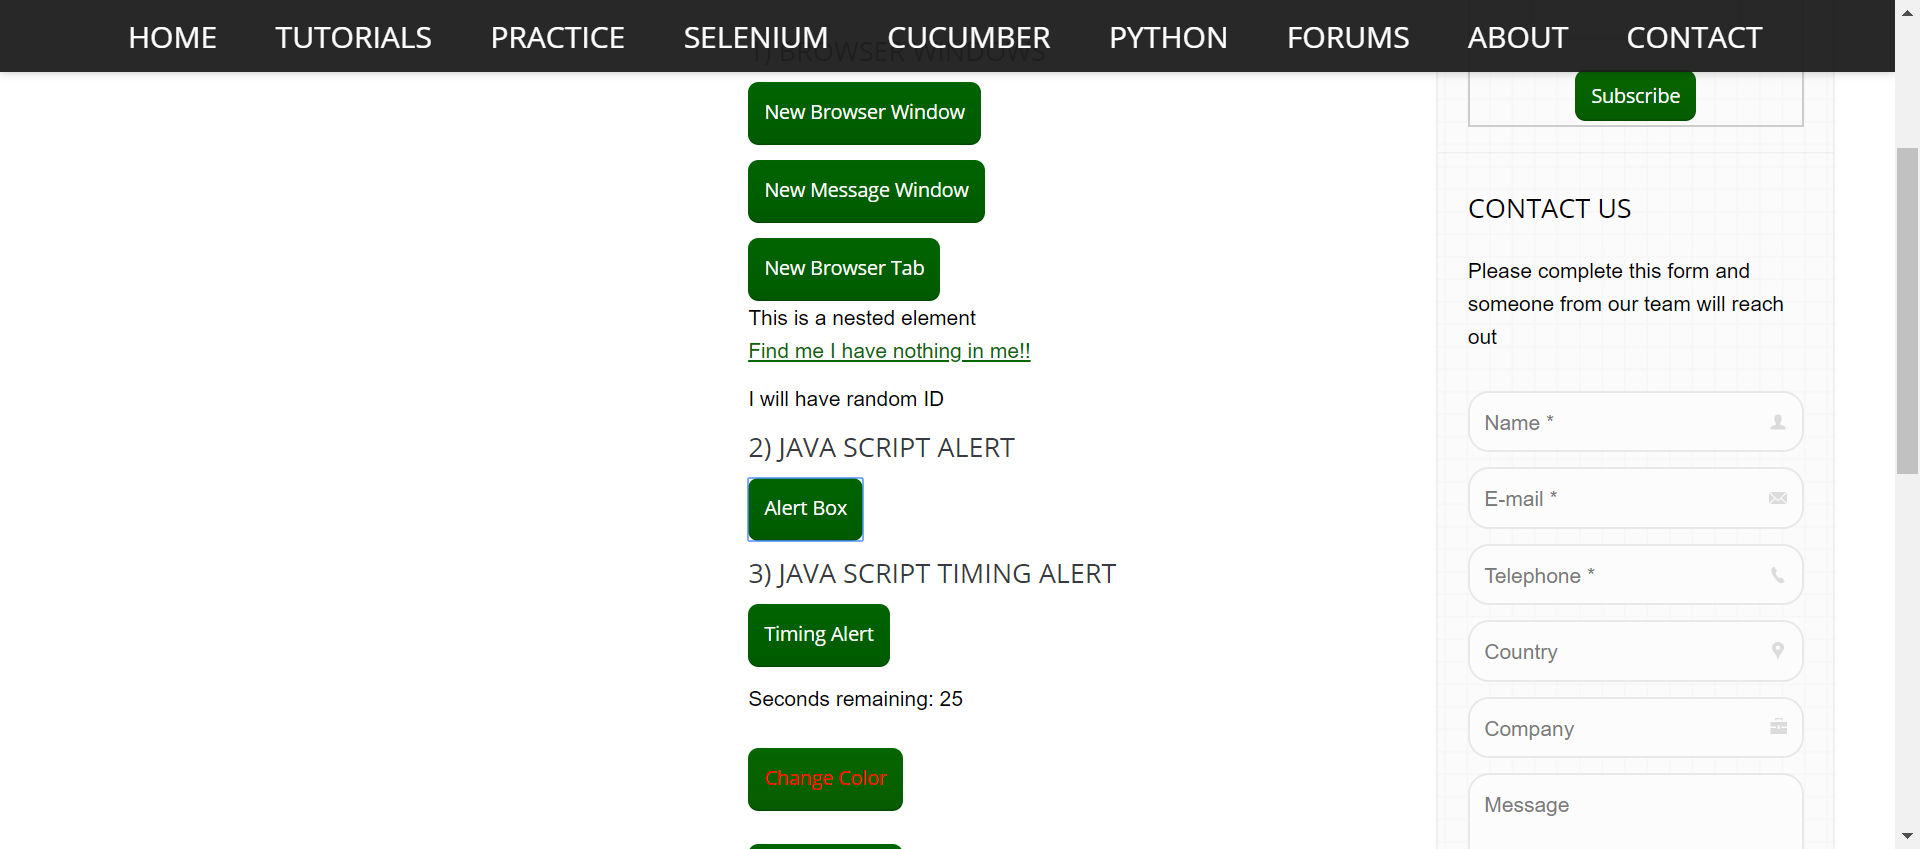 HOME TUTORIALS PRACTICE SELENIUM CUCUMBER PYTHON FORUMS ABOUT CONTACT
1) BROWSER WINDOWS
New Browser Window
New Message Window
New Browser Tab
This is a nested element
Find me I have nothing in me!!
I will have random ID
2) JAVA SCRIPT ALERT
Alert Box
3) JAVA SCRIPT TIMING ALERT
Timing Alert
Seconds remaining: 25
Change Color
Subscribe
CONTACT US
Please complete this form and
someone from our team will reach
out
Name *
E-mail *
Telephone *
Country
Company
Message